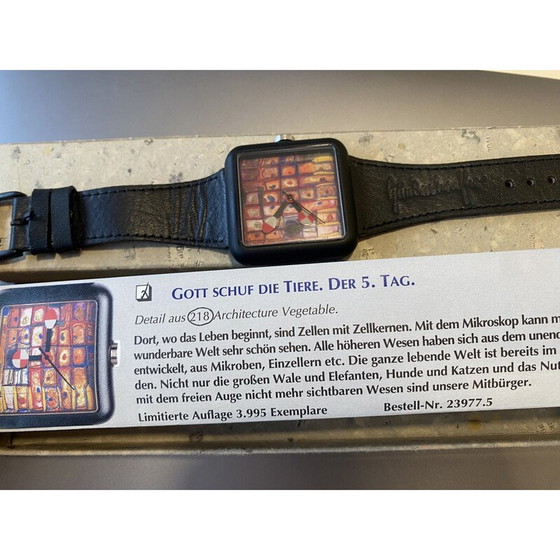 GOTT SCHUF DIE TIERE. DER 5. TAG.
Detail aus 218 Architecture Vegetable.
Dort, wo das Leben beginnt, sind Zellen mit Zellkernen. Mit dem Mikroskop kann m
wunderbare Welt sehr schön sehen. Alle höheren Wesen haben sich aus dem unend
entwickelt, aus Mikroben, Einzellern etc. Die ganze lebende Welt ist bereits im
den. Nicht nur die großen Wale und Elefanten, Hunde und Katzen und das Nut
mit dem freien Auge nicht mehr sichtbaren Wesen sind unsere Mitbürger.
Limitierte Auflage 3.995 Exemplare Bestell-Nr. 23977.5